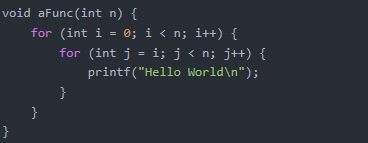 void aFunc(int n) {
    for (int i = 0; i < n; i++) {
        for (int j = i; j < n; j++) {
            printf("Hello World\n");
        }
    }
}